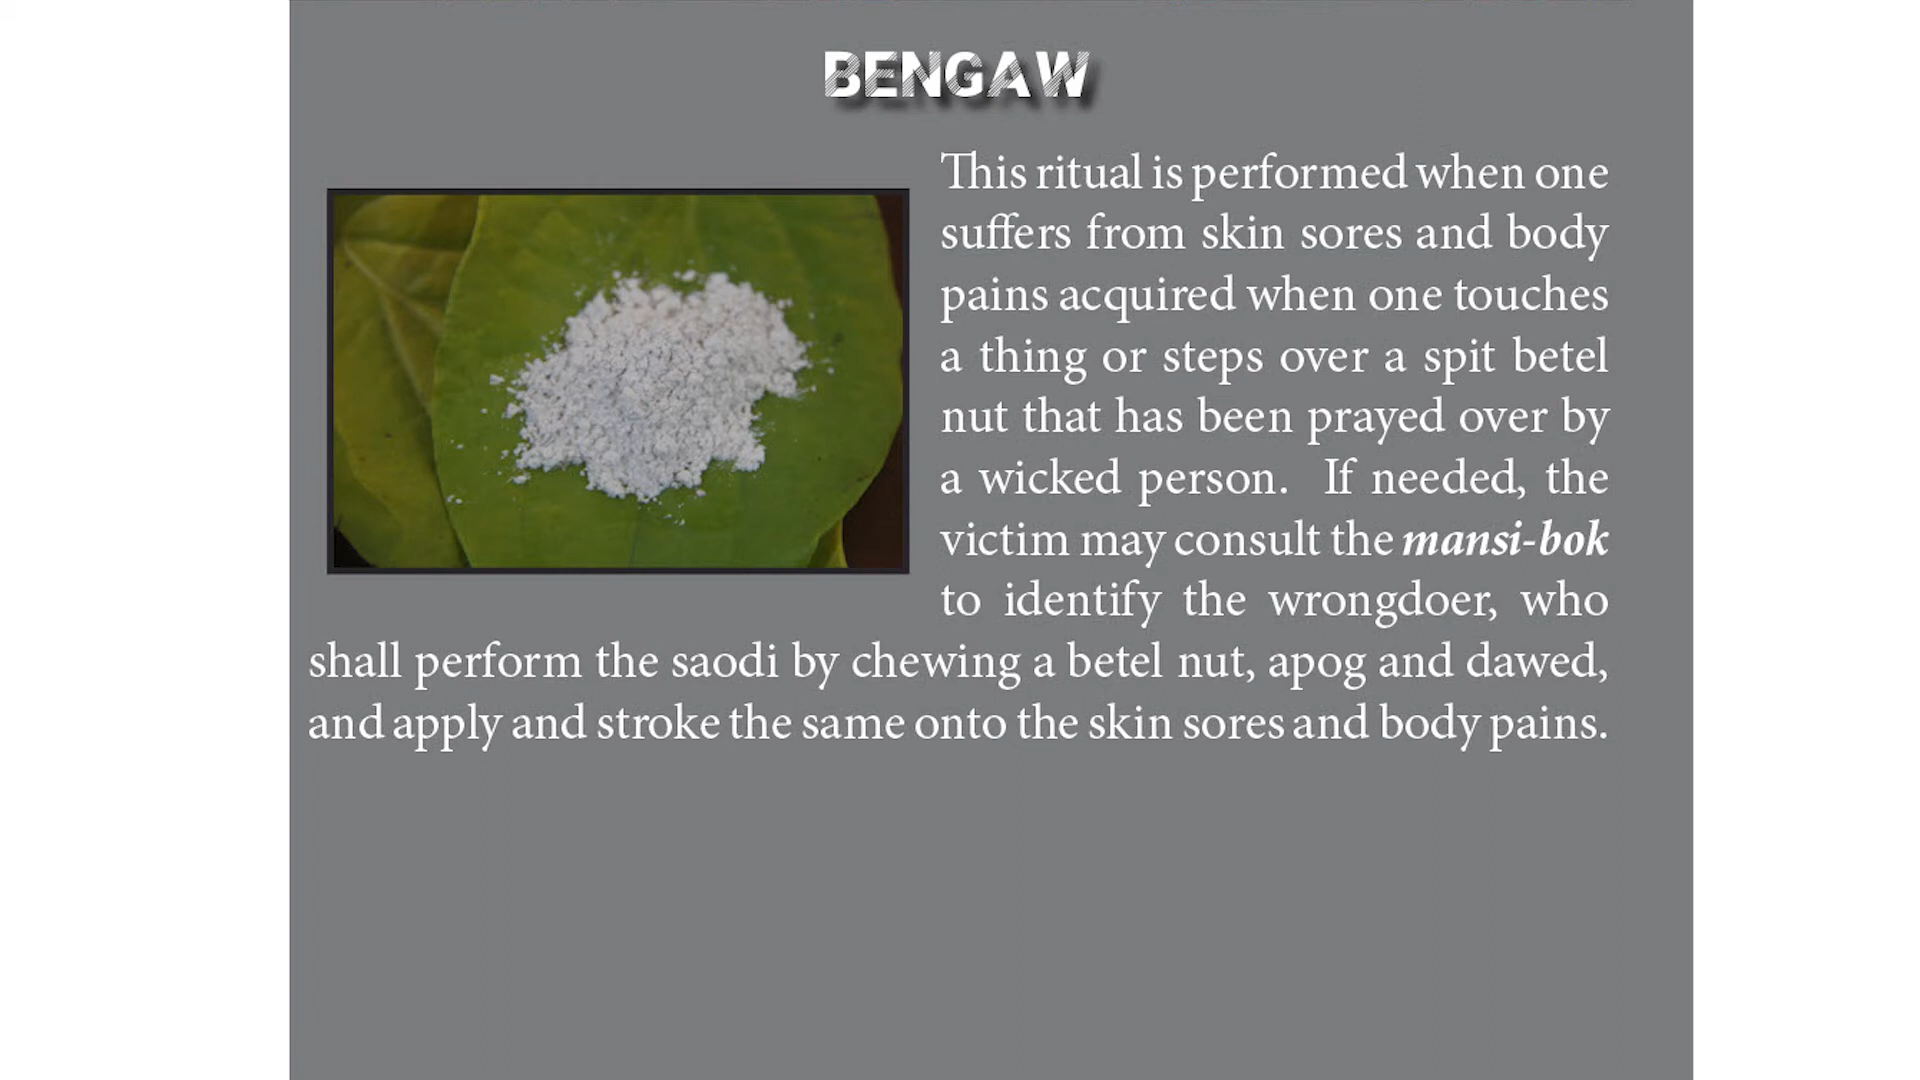 BENGAW
This ritual is performed when one
suffers from skin sores and body
pains acquired when one touches
a thing or steps over a spit betel
nut that has been prayed over by
a wicked person. If needed, the
victim may consult the mansi-bok
to identify the wrongdoer, who
shall perform the saodi by chewing a betel nut, apog and dawed,
and apply and stroke the same onto the skin sores and body pains.